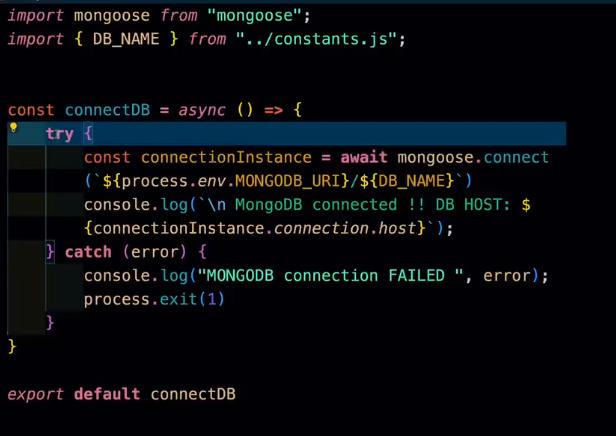 import mongoose from "mongoose";
import { DB_NAME } from "../constants.js";
const connectDB = async () => {
try {
const connectionInstance = await mongoose.connect
(`${process.env.MONGODB_URI}/${DB_NAME}`)
console.log(`\n MongoDB connected !! DB HOST: $
{connectionInstance.connection.host}`);
} catch (error) {
console.log("MONGODB connection FAILED ", error);
process.exit(1)
}
}
export default connectDB